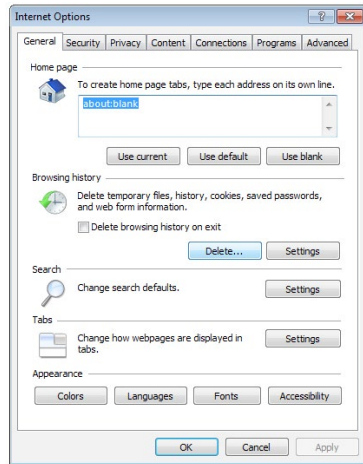 Internet Options
General Security Privacy Content Connections Programs Advanced
Home page
To create home page tabs, type each address on its own line.
about:blank
Use current Use default Use blank
Browsing history
Delete temporary files, history, cookies, saved passwords,
and web form information.
Delete browsing history on exit
Delete... Settings
Search
Change search defaults. Settings
Tabs
Change how webpages are displayed in
tabs.
Settings
Appearance
Colors Languages Fonts Accessibility
OK Cancel Apply